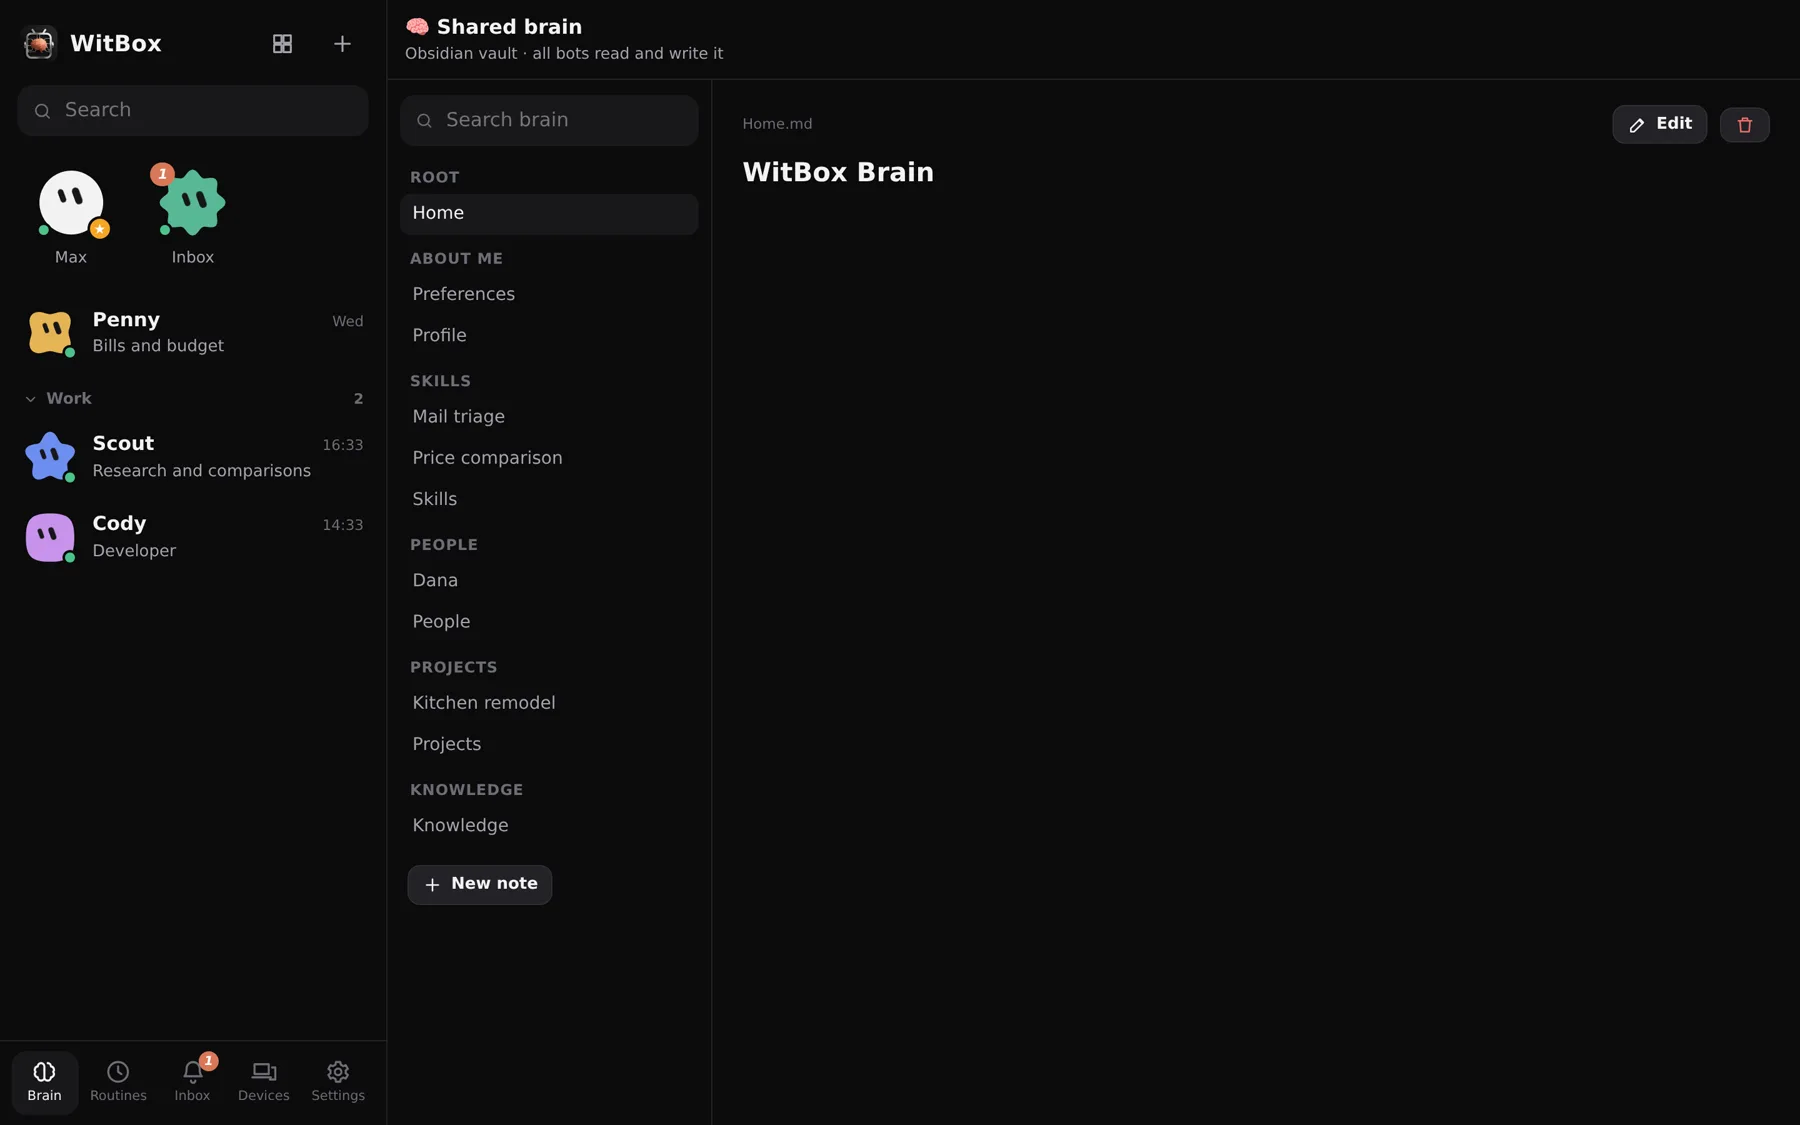 WitBox
Search
1
Max
Inbox
Penny
Wed
Bills and budget
Work
2
Scout
16:33
Research and comparisons
Cody
14:33
Developer
Brain
Routines
1
Inbox
Devices
Settings
Shared brain
Obsidian vault · all bots read and write it
Search brain
ROOT
Home
ABOUT ME
Preferences
Profile
SKILLS
Mail triage
Price comparison
Skills
PEOPLE
Dana
People
PROJECTS
Kitchen remodel
Projects
KNOWLEDGE
Knowledge
New note
Home.md
Edit
WitBox Brain